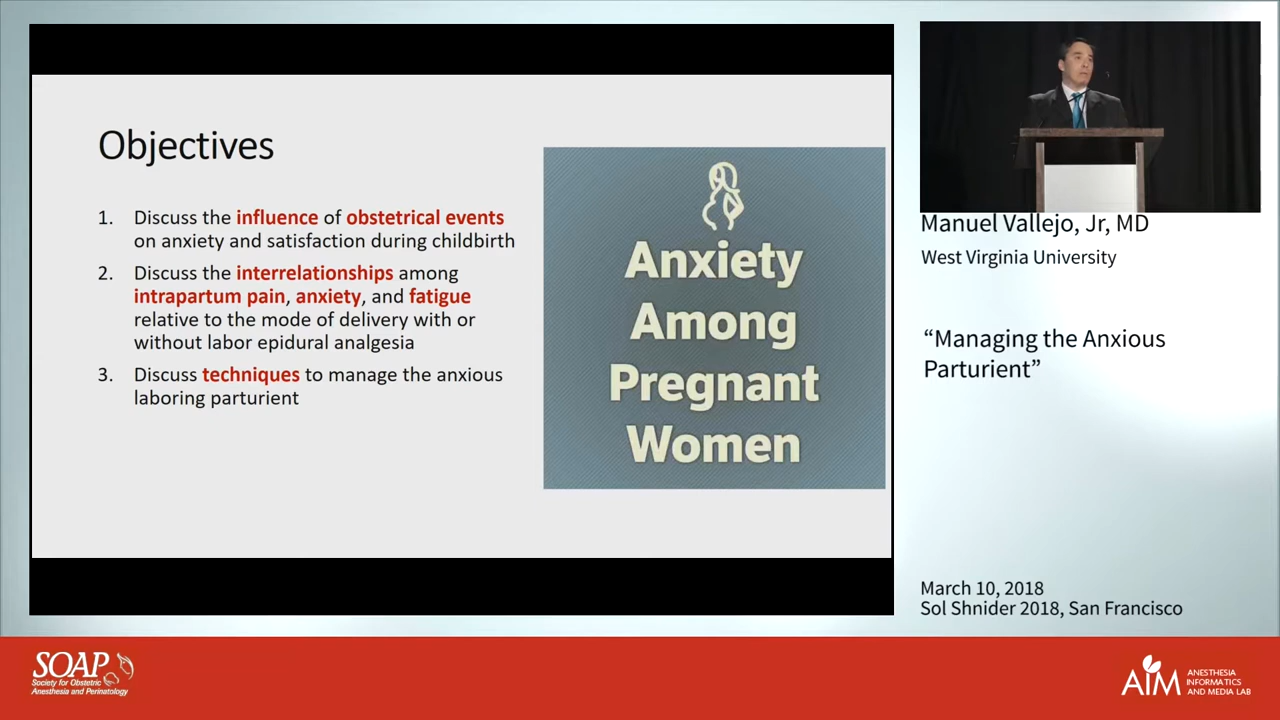 Objectives
1. Discuss the influence of obstetrical events
on anxiety and satisfaction during childbirth
2. Discuss the interrelationships among
intrapartum pain, anxiety, and fatigue
relative to the mode of delivery with or
without labor epidural analgesia
3. Discuss techniques to manage the anxious
laboring parturient
Anxiety
Among
Pregnant
Women
Manuel Vallejo, Jr, MD
West Virginia University
“Managing the Anxious
Parturient”
March 10, 2018
Sol Shnider 2018, San Francisco
SOAP
Society for Obstetric
Anesthesia and Perinatology
AIM
ANESTHESIA
INFORMATICS
AND MEDIA LAB